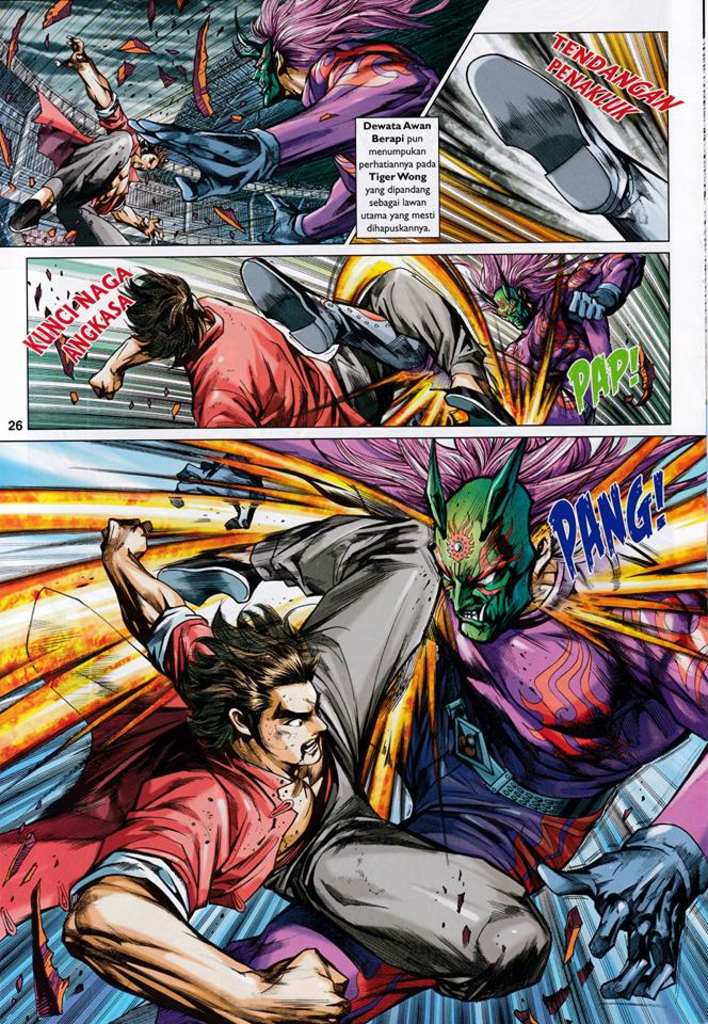 Dewata Awan
Berapi pun
menumpukan
perhatiannya pada
Tiger Wong
yang dipandang
sebagai lawan
utama yang mesti
dihapuskannya.
TENDANGAN
PENAKLUK
KUNCI NAGA
ANGKASA
PAP!
26
PANG!